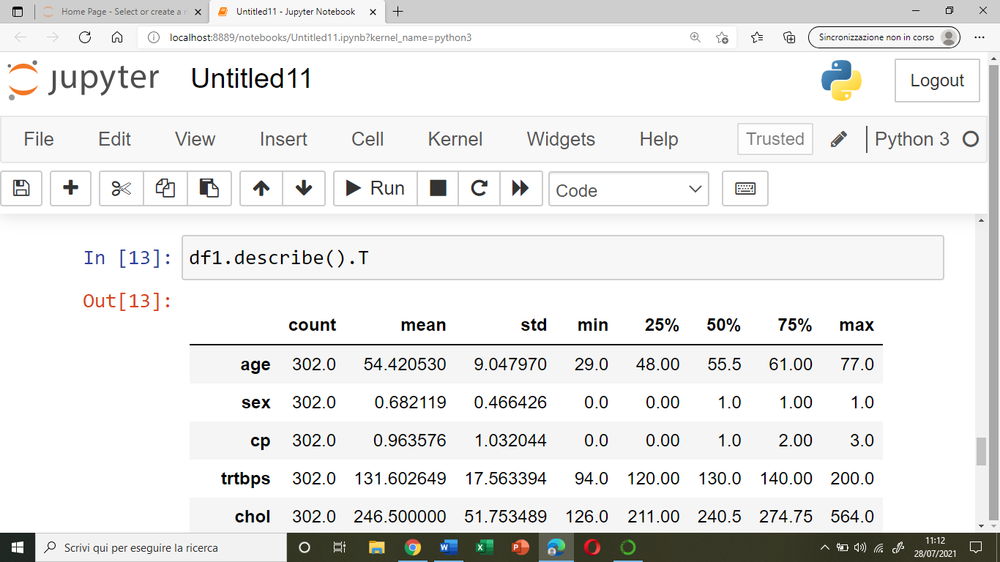 Home Page - Select or create a n
Untitled11 - Jupyter Notebook
localhost:8889/notebooks/Untitled11.ipynb?kernel_name=python3
Sincronizzazione non in corso
jupyter Untitled11
Logout
File Edit View Insert Cell Kernel Widgets Help Trusted Python 3
Run Code
In [13]: df1.describe().T
Out[13]:
count mean std min 25% 50% 75% max
age 302.0 54.420530 9.047970 29.0 48.00 55.5 61.00 77.0
sex 302.0 0.682119 0.466426 0.0 0.00 1.0 1.00 1.0
cp 302.0 0.963576 1.032044 0.0 0.00 1.0 2.00 3.0
trtbps 302.0 131.602649 17.563394 94.0 120.00 130.0 140.00 200.0
chol 302.0 246.500000 51.753489 126.0 211.00 240.5 274.75 564.0
Scrivi qui per eseguire la ricerca
11:12
28/07/2021